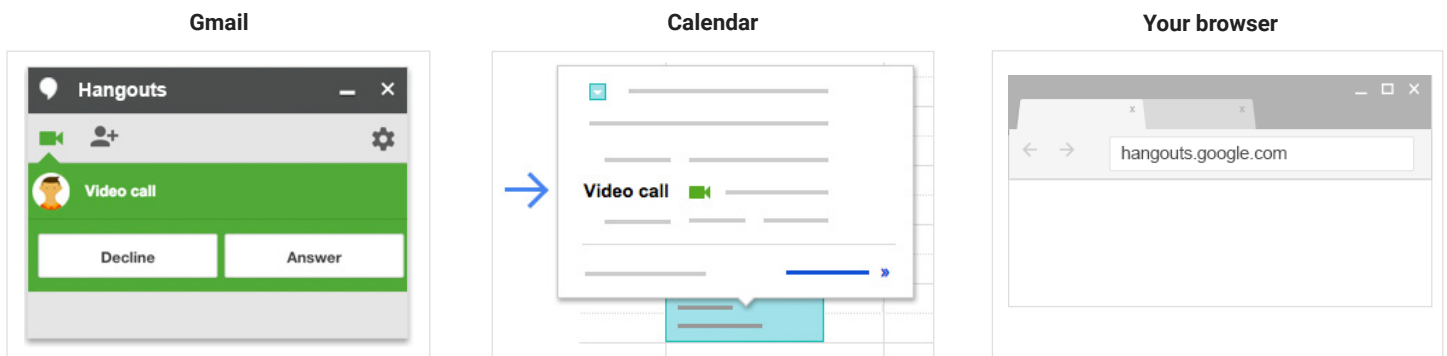 Gmail
Calendar
Your browser
Hangouts
Video call
Decline
Answer
Video call
»
hangouts.google.com